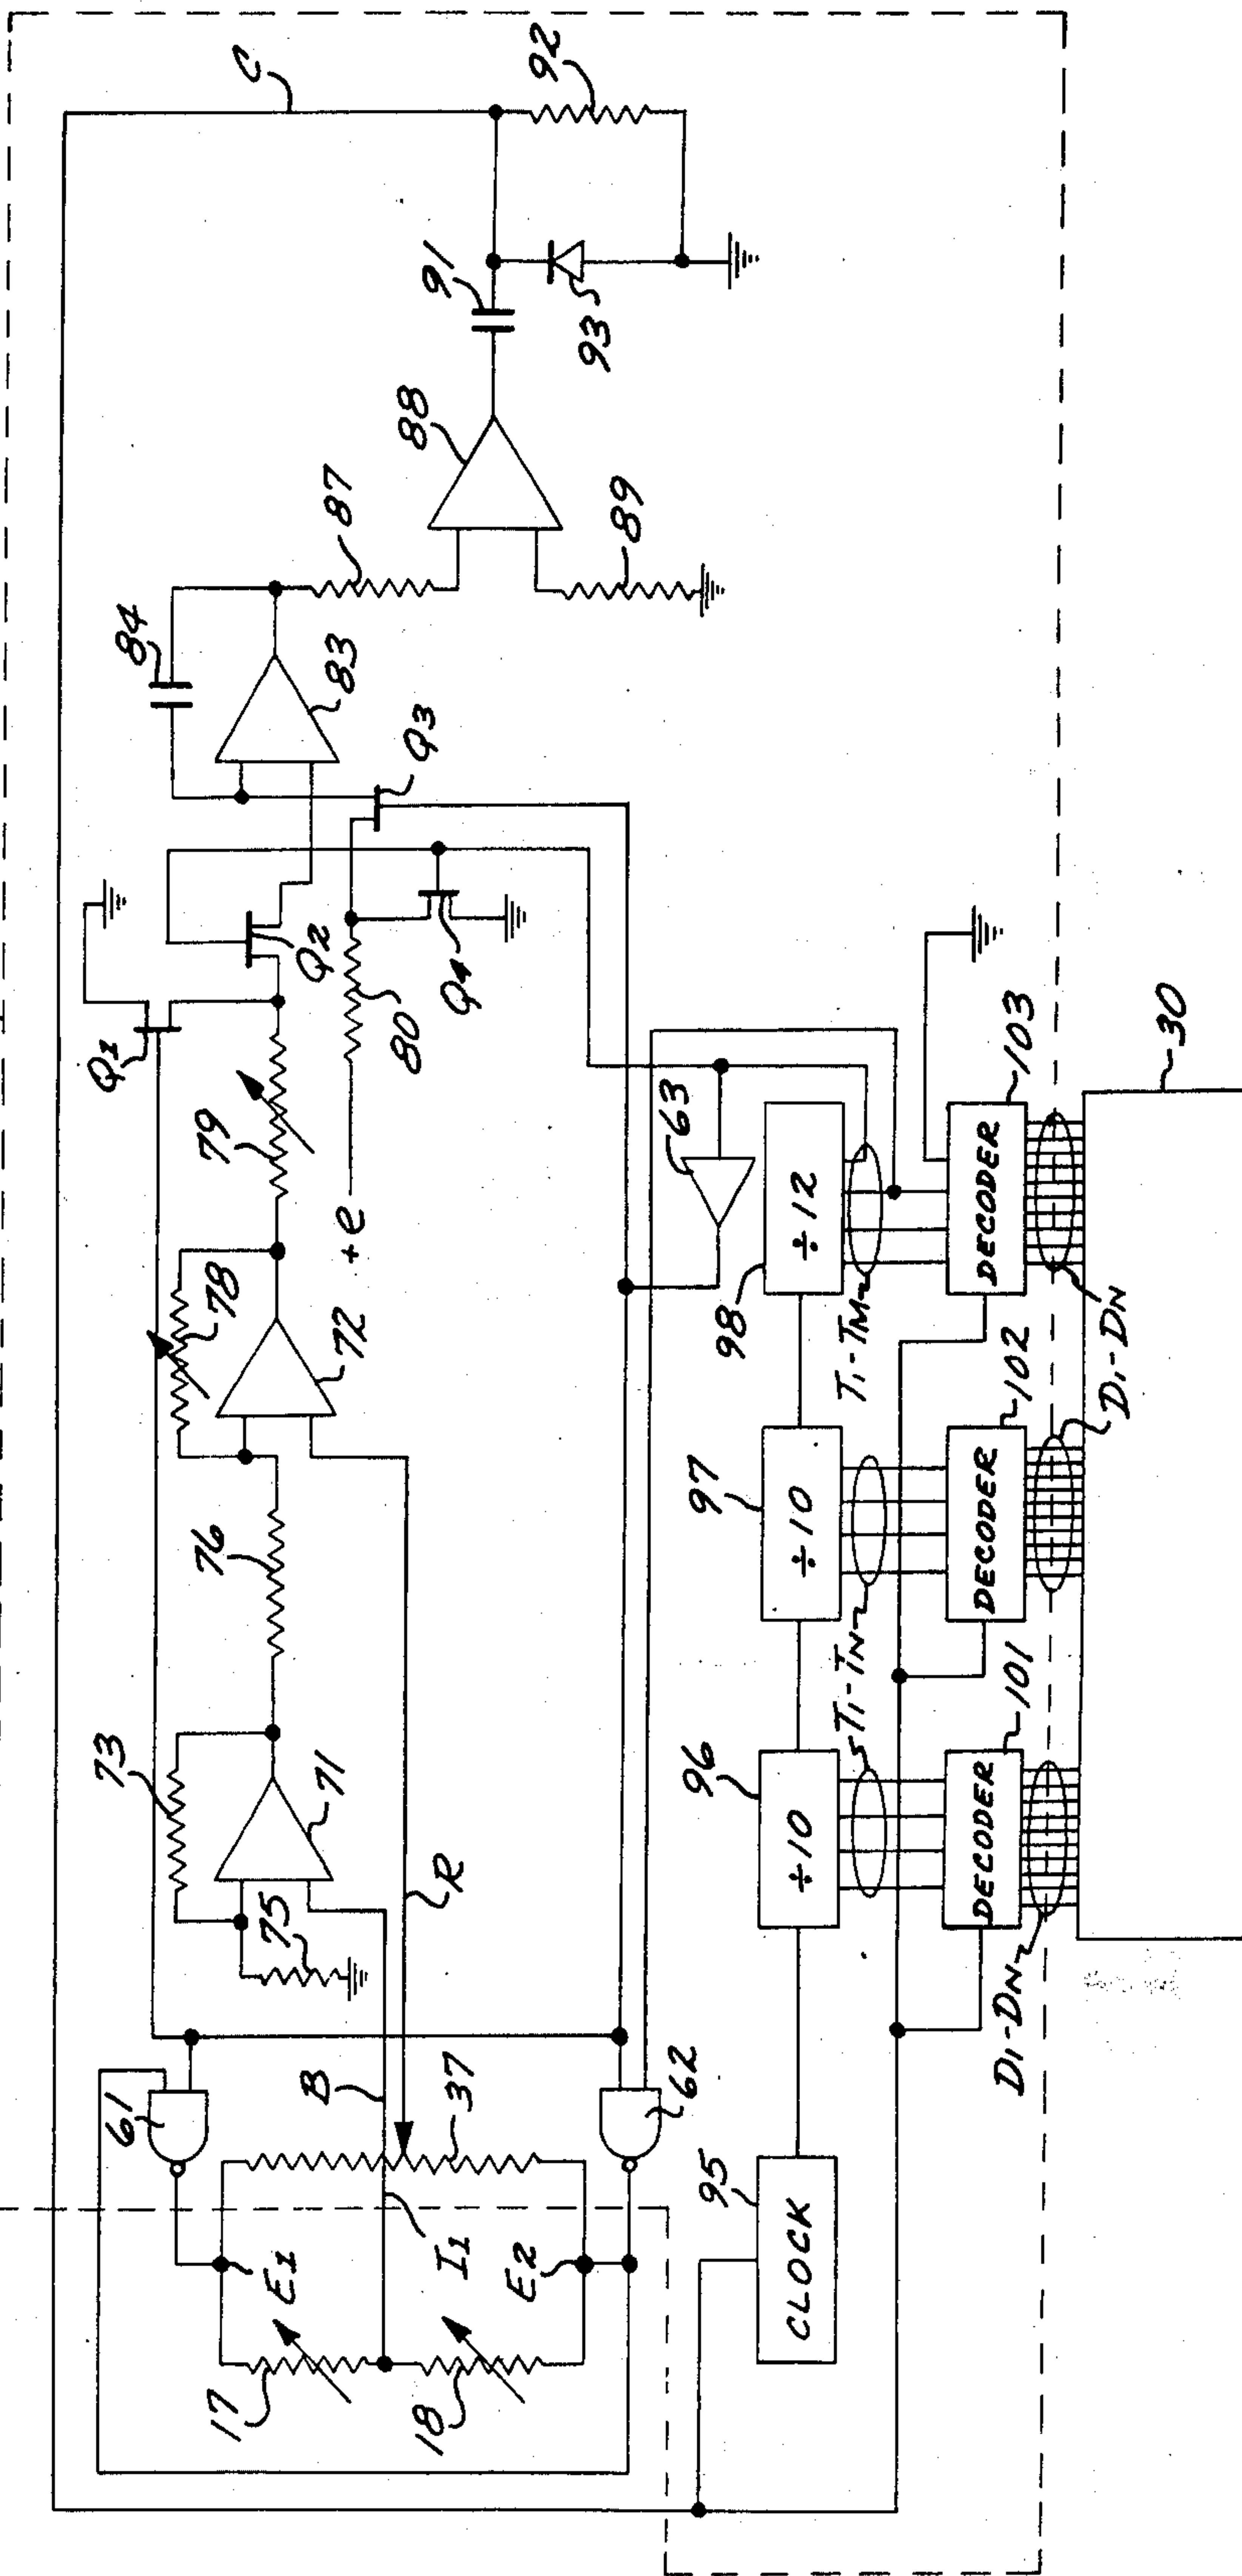 C
92
91
93
88
87
89
84
83
Q3
Q1
Q2
Q4
80
+e
79
78
72
76
73
71
75
R
B
61
37
62
63
E1
I1
E2
17
18
95
CLOCK
96
÷10
97
÷10
98
÷12
T1-TN
T1-TM
DECODER
101
DECODER
102
DECODER
103
D1-DN
D1-DN
DN
30